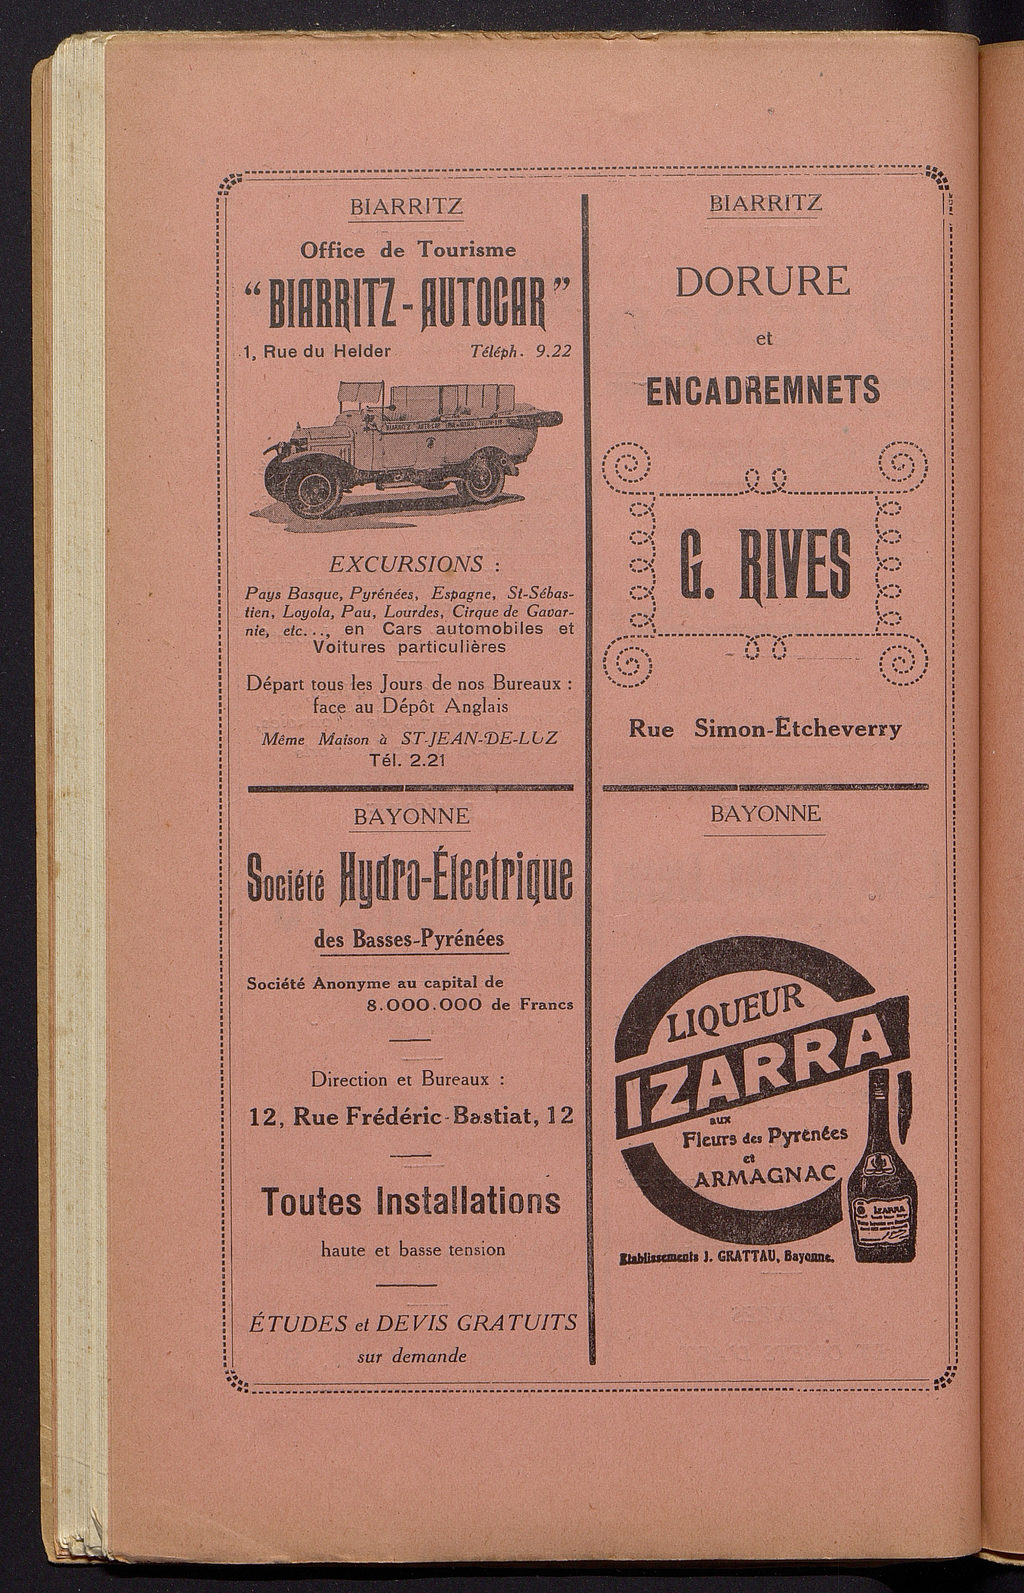 BIARRITZ
Office de Tourisme
“BIARRITZ-AUTOCAR”
1, Rue du Helder Téléph. 9.22
EXCURSIONS :
Pays Basque, Pyrénées, Espagne, St-Sébas-
tien, Loyola, Pau, Lourdes, Cirque de Gavar-
nie, etc..., en Cars automobiles et
Voitures particulières
Départ tous les Jours de nos Bureaux :
face au Dépôt Anglais
Même Maison à ST-JEAN-DE-LUZ
Tél. 2.21
BIARRITZ
DORURE
et
ENCADREMNETS
G. RIVES
Rue Simon-Etcheverry
BAYONNE
Société Hydro-Électrique
des Basses-Pyrénées
Société Anonyme au capital de
8.000.000 de Francs
Direction et Bureaux :
12, Rue Frédéric-Bastiat, 12
Toutes Installations
haute et basse tension
ÉTUDES et DEVIS GRATUITS
sur demande
BAYONNE
LIQUEUR
IZARRA
aux
Fleurs des Pyrénées
et
ARMAGNAC
IZARRA
Etablissements J. GRATTAU, Bayonne.